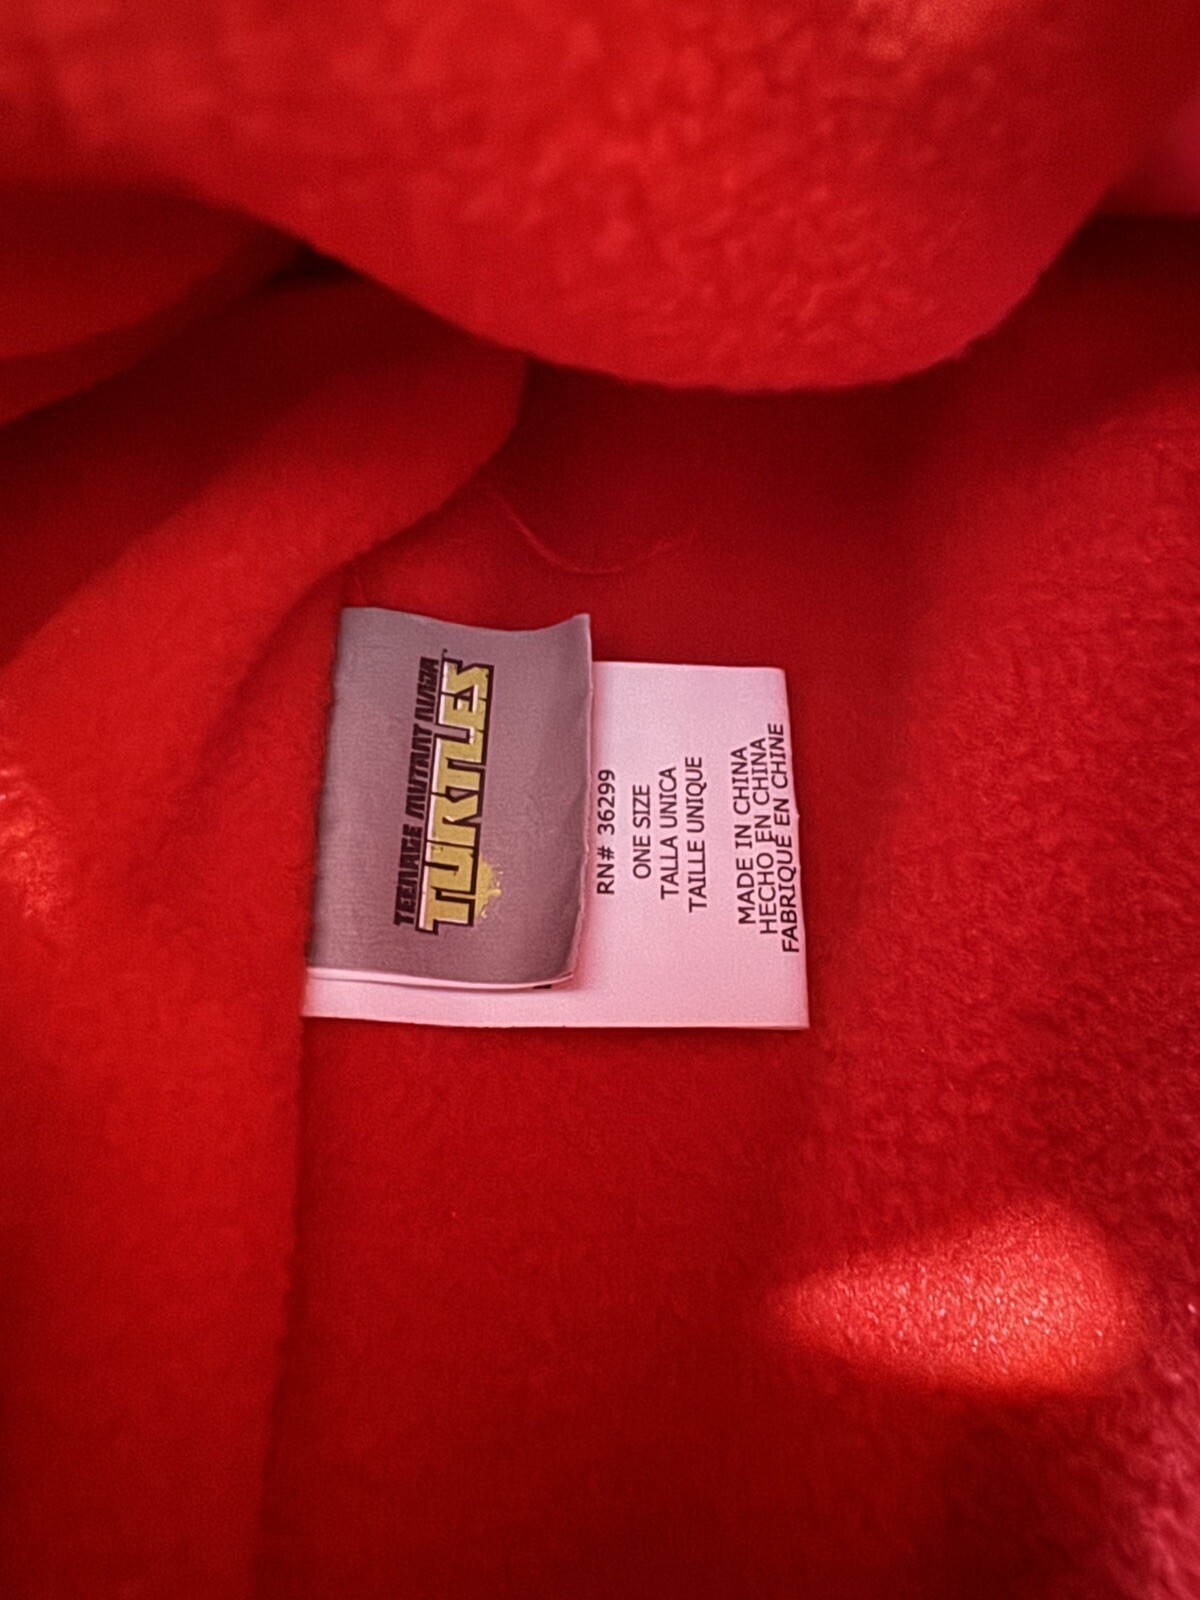 TEENAGE MUTANT NINJA
TURTLES
RN# 36299
ONE SIZE
TALLA UNICA
TAILLE UNIQUE
MADE IN CHINA
HECHO EN CHINA
FABRIQUÉ EN CHINE